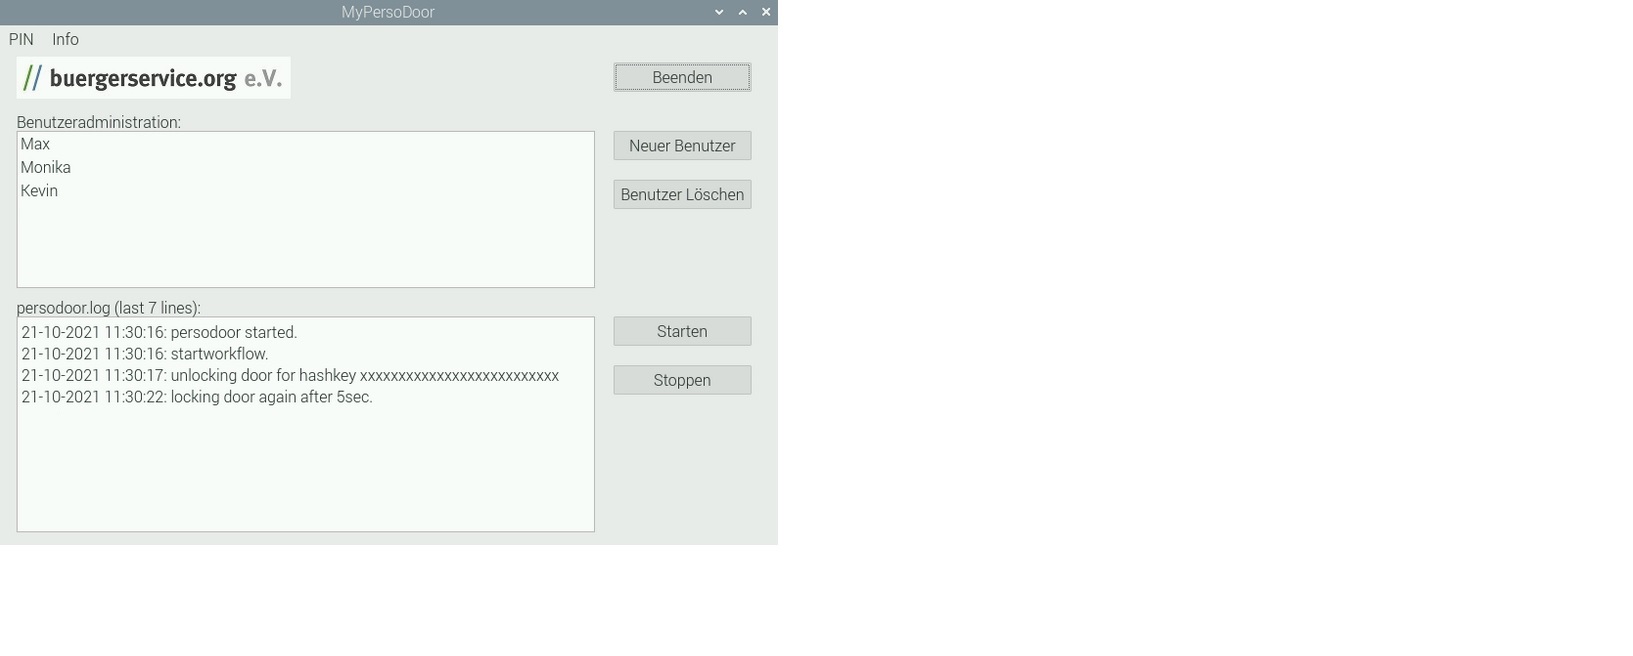 MyPersoDoor
PIN Info
// buergerservice.org e.V.
Beenden
Benutzeradministration:
Max
Monika
Kevin
Neuer Benutzer
Benutzer Löschen
persodoor.log (last 7 lines):
21-10-2021 11:30:16: persodoor started.
21-10-2021 11:30:16: startworkflow.
21-10-2021 11:30:17: unlocking door for hashkey xxxxxxxxxxxxxxxxxxxxxxxxxx
21-10-2021 11:30:22: locking door again after 5sec.
Starten
Stoppen